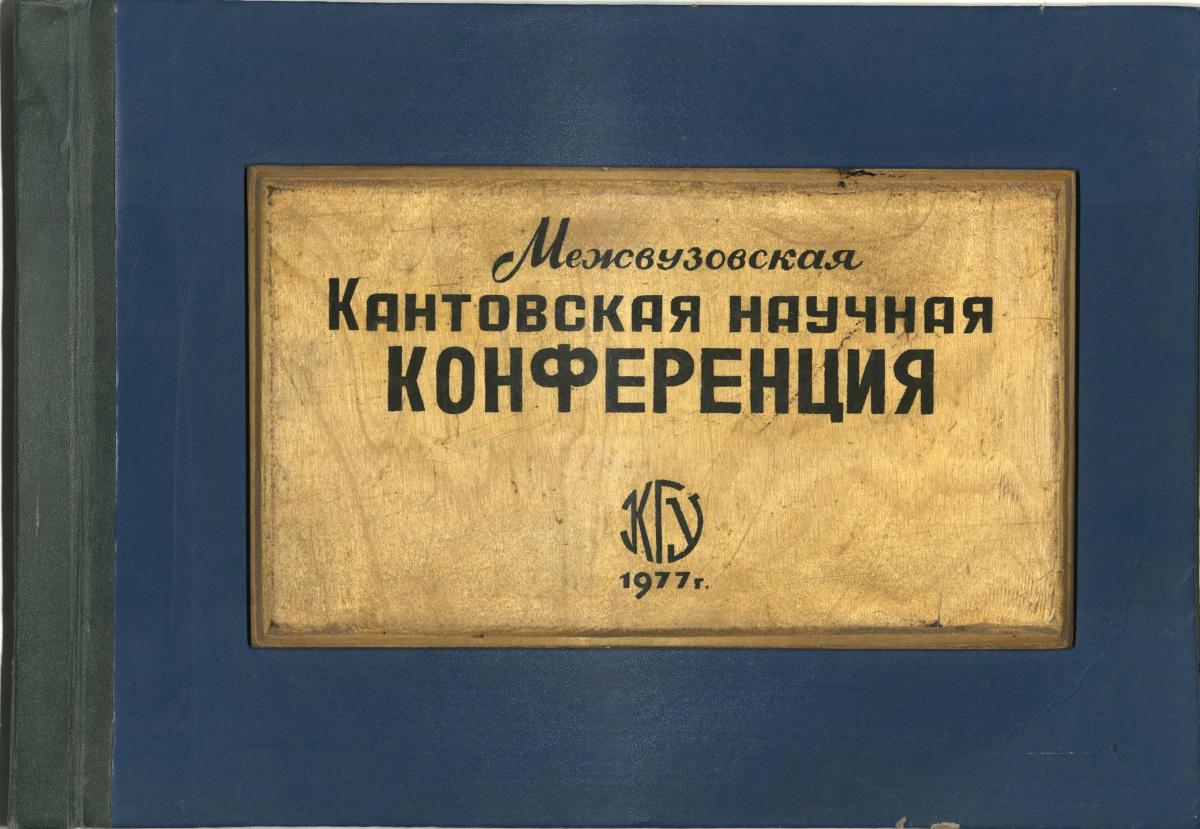 Межвузовская
Кантовская научная
конференция
КГУ
1977г.